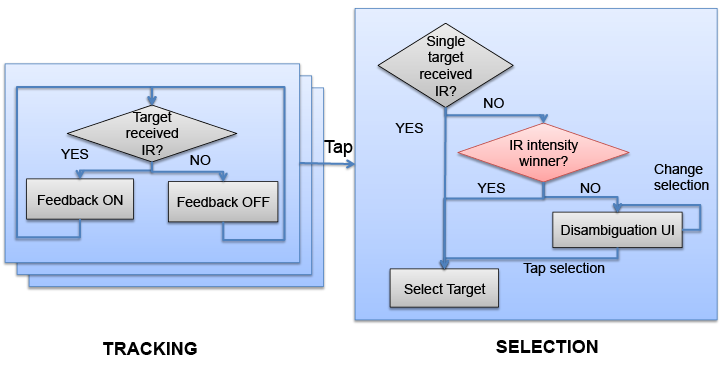 Target
received
IR?
YES
NO
Feedback ON
Feedback OFF
TRACKING
Tap
Single
target
received
IR?
NO
YES
IR intensity
winner?
YES
NO
Change
selection
Disambiguation UI
Tap selection
Select Target
SELECTION